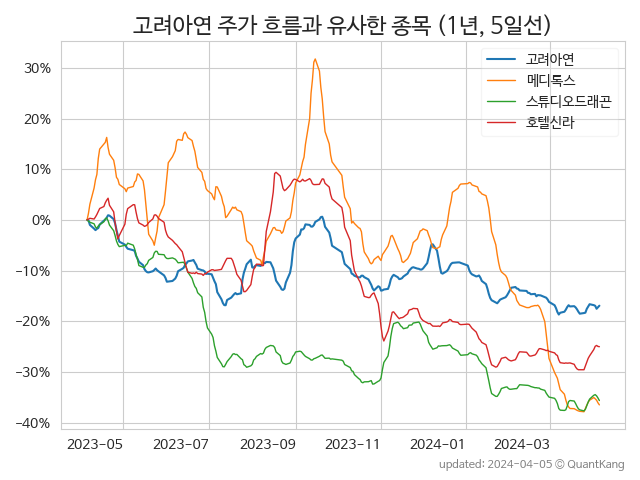 고려아연 주가 흐름과 유사한 종목 (1년, 5일선)
고려아연
메디톡스
스튜디오드래곤
호텔신라
30%
20%
10%
0%
−10%
−20%
−30%
−40%
2023-05 2023-07 2023-09 2023-11 2024-01 2024-03
updated: 2024-04-05 © QuantKang